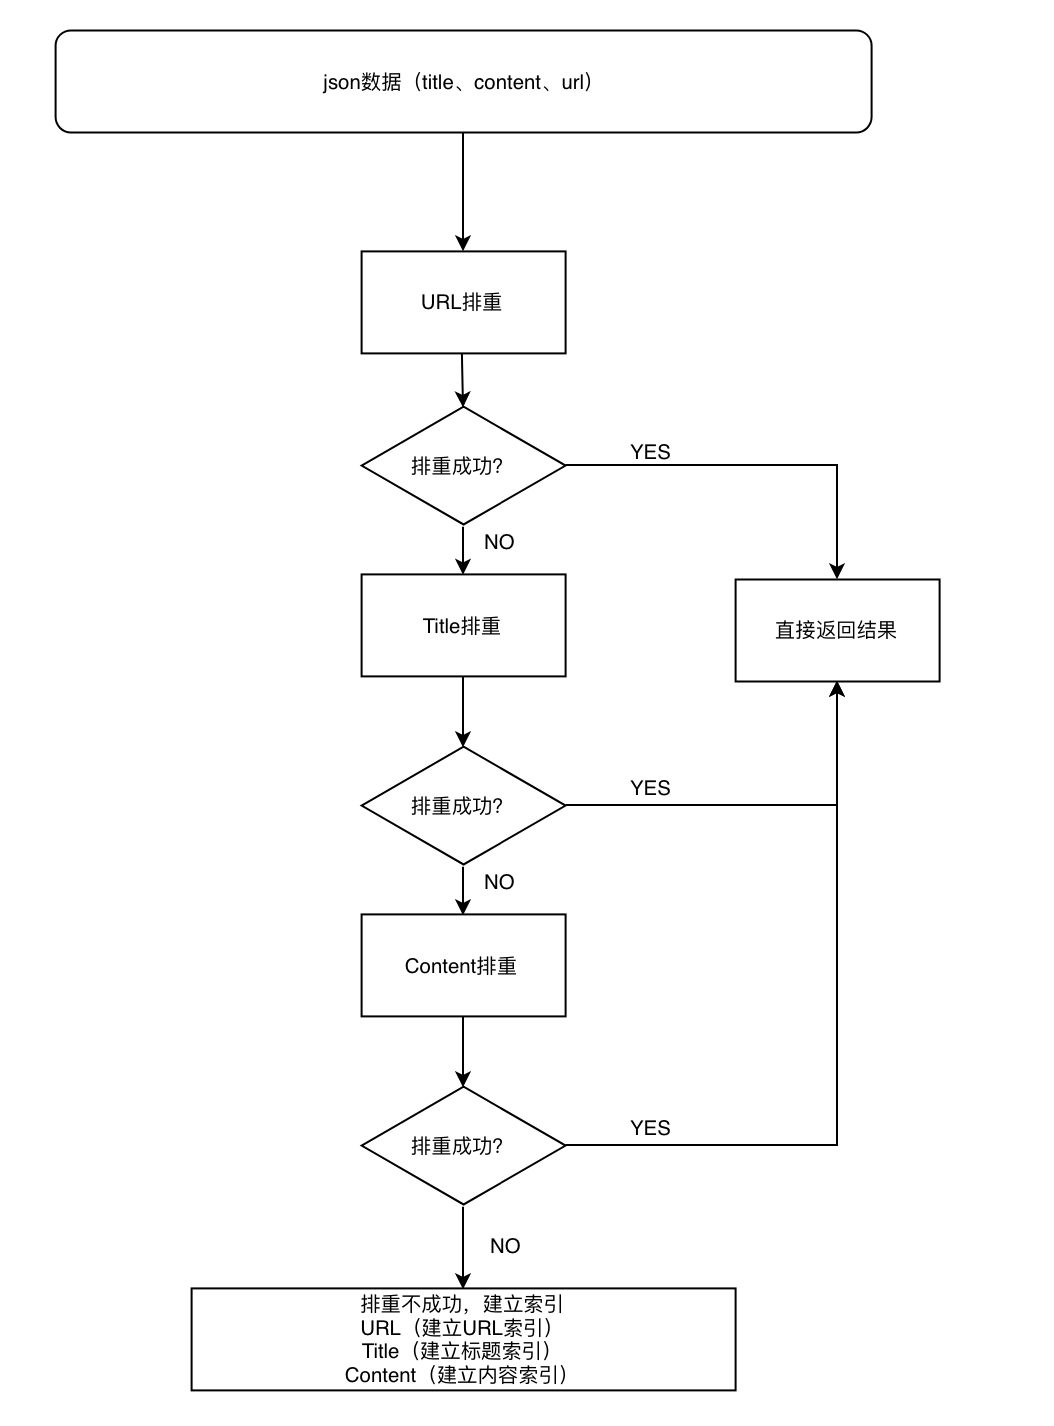 json数据（title、content、url）
URL排重
排重成功?
YES
NO
Title排重
直接返回结果
排重成功?
YES
NO
Content排重
排重成功?
YES
NO
排重不成功，建立索引
URL（建立URL索引）
Title（建立标题索引）
Content（建立内容索引）